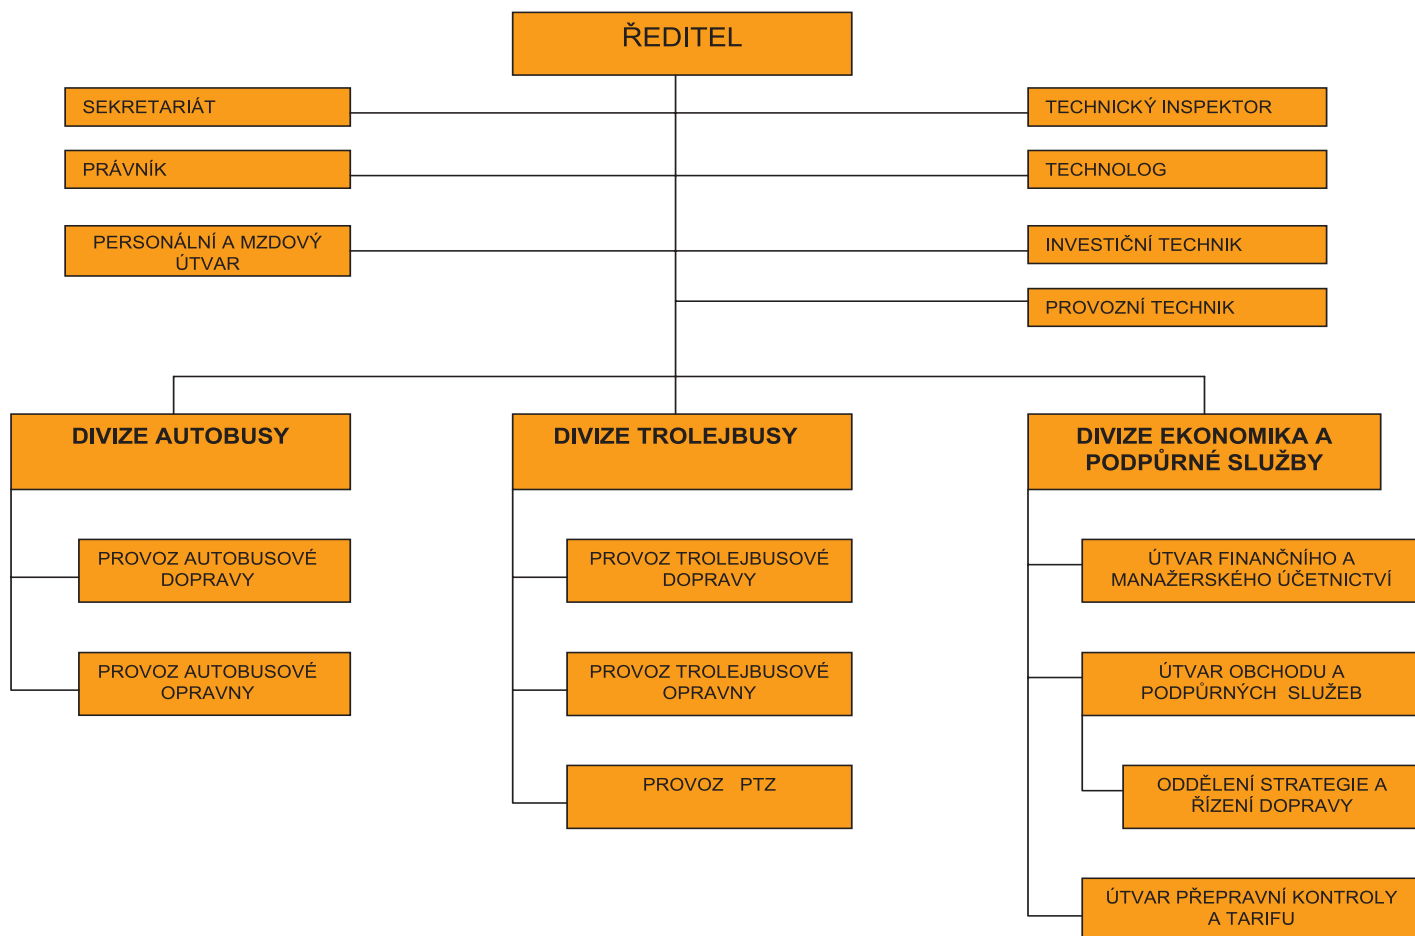 ŘEDITEL
SEKRETARIÁT
TECHNICKÝ INSPEKTOR
PRÁVNÍK
TECHNOLOG
PERSONÁLNÍ A MZDOVÝ
ÚTVAR
INVESTIČNÍ TECHNIK
PROVOZNÍ TECHNIK
DIVIZE AUTOBUSY
DIVIZE TROLEJBUSY
DIVIZE EKONOMIKA A
PODPŮRNÉ SLUŽBY
PROVOZ AUTOBUSOVÉ
DOPRAVY
PROVOZ TROLEJBUSOVÉ
DOPRAVY
ÚTVAR FINANČNÍHO A
MANAŽERSKÉHO ÚČETNICTVÍ
PROVOZ AUTOBUSOVÉ
OPRAVNY
PROVOZ TROLEJBUSOVÉ
OPRAVNY
ÚTVAR OBCHODU A
PODPŮRNÝCH SLUŽEB
PROVOZ PTZ
ODDĚLENÍ STRATEGIE A
ŘÍZENÍ DOPRAVY
ÚTVAR PŘEPRAVNÍ KONTROLY
A TARIFU